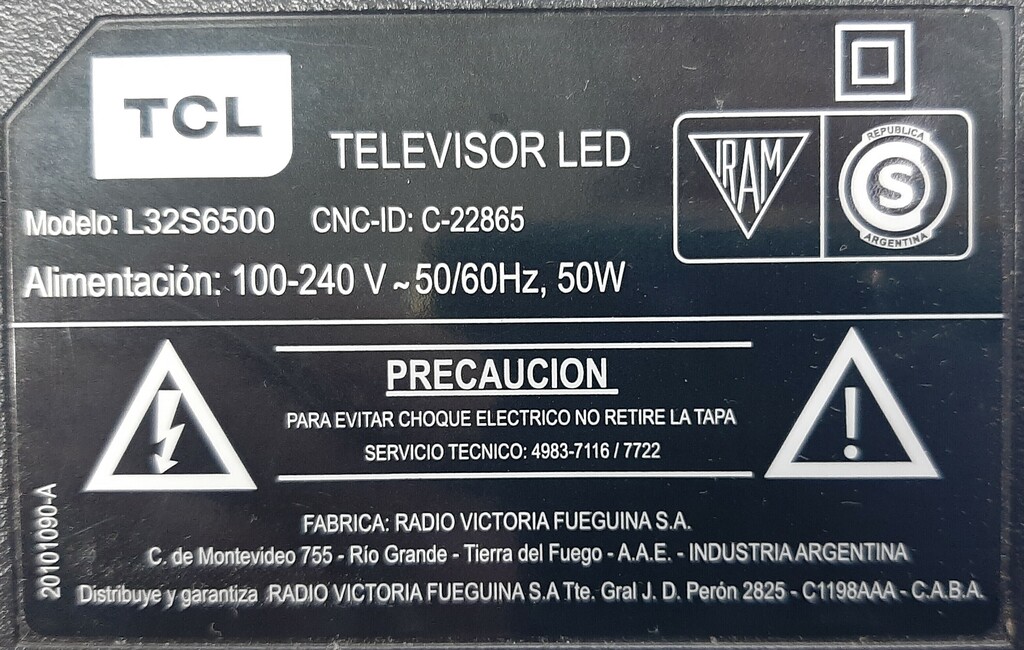 TCL
TELEVISOR LED
IRAM
REPUBLICA
S
ARGENTINA
Modelo: L32S6500 CNC-ID: C-22865
Alimentación: 100-240 V ~ 50/60Hz, 50W
PRECAUCION
PARA EVITAR CHOQUE ELECTRICO NO RETIRE LA TAPA
SERVICIO TECNICO: 4983-7116 / 7722
20101090-A
FABRICA: RADIO VICTORIA FUEGUINA S.A.
C. de Montevideo 755 - Río Grande - Tierra del Fuego - A.A.E. - INDUSTRIA ARGENTINA
Distribuye y garantiza RADIO VICTORIA FUEGUINA S.A Tte. Gral J. D. Perón 2825 - C1198AAA - C.A.B.A.